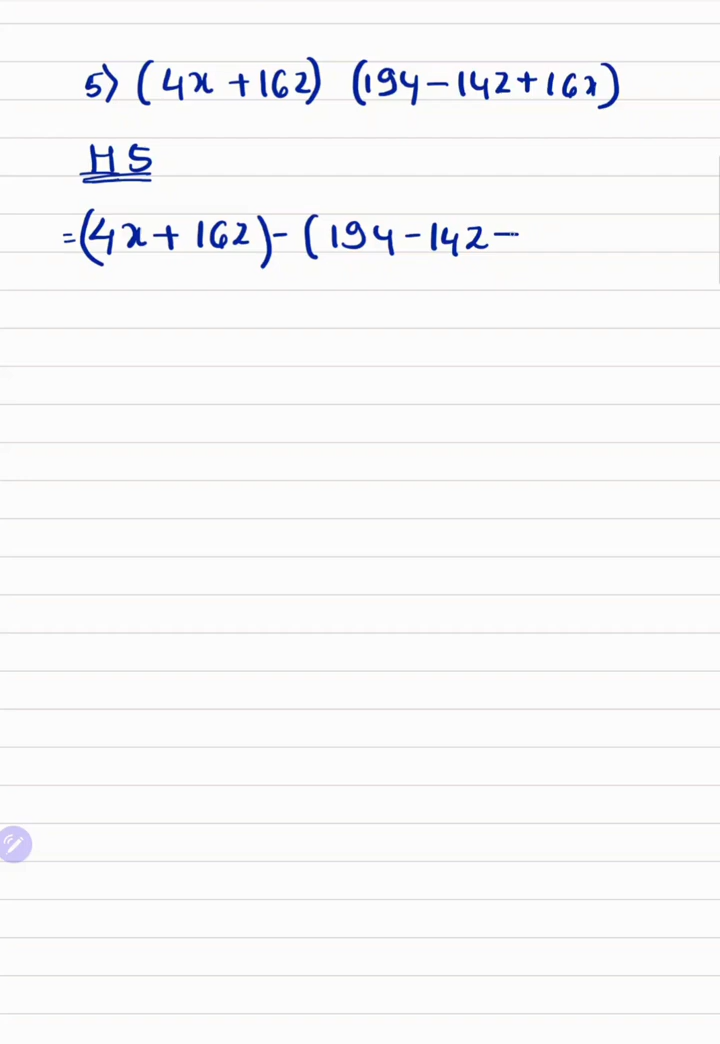 5) (4x + 16z) (19y - 14z + 16x)
HS
= (4x + 16z) - (19y - 14z -